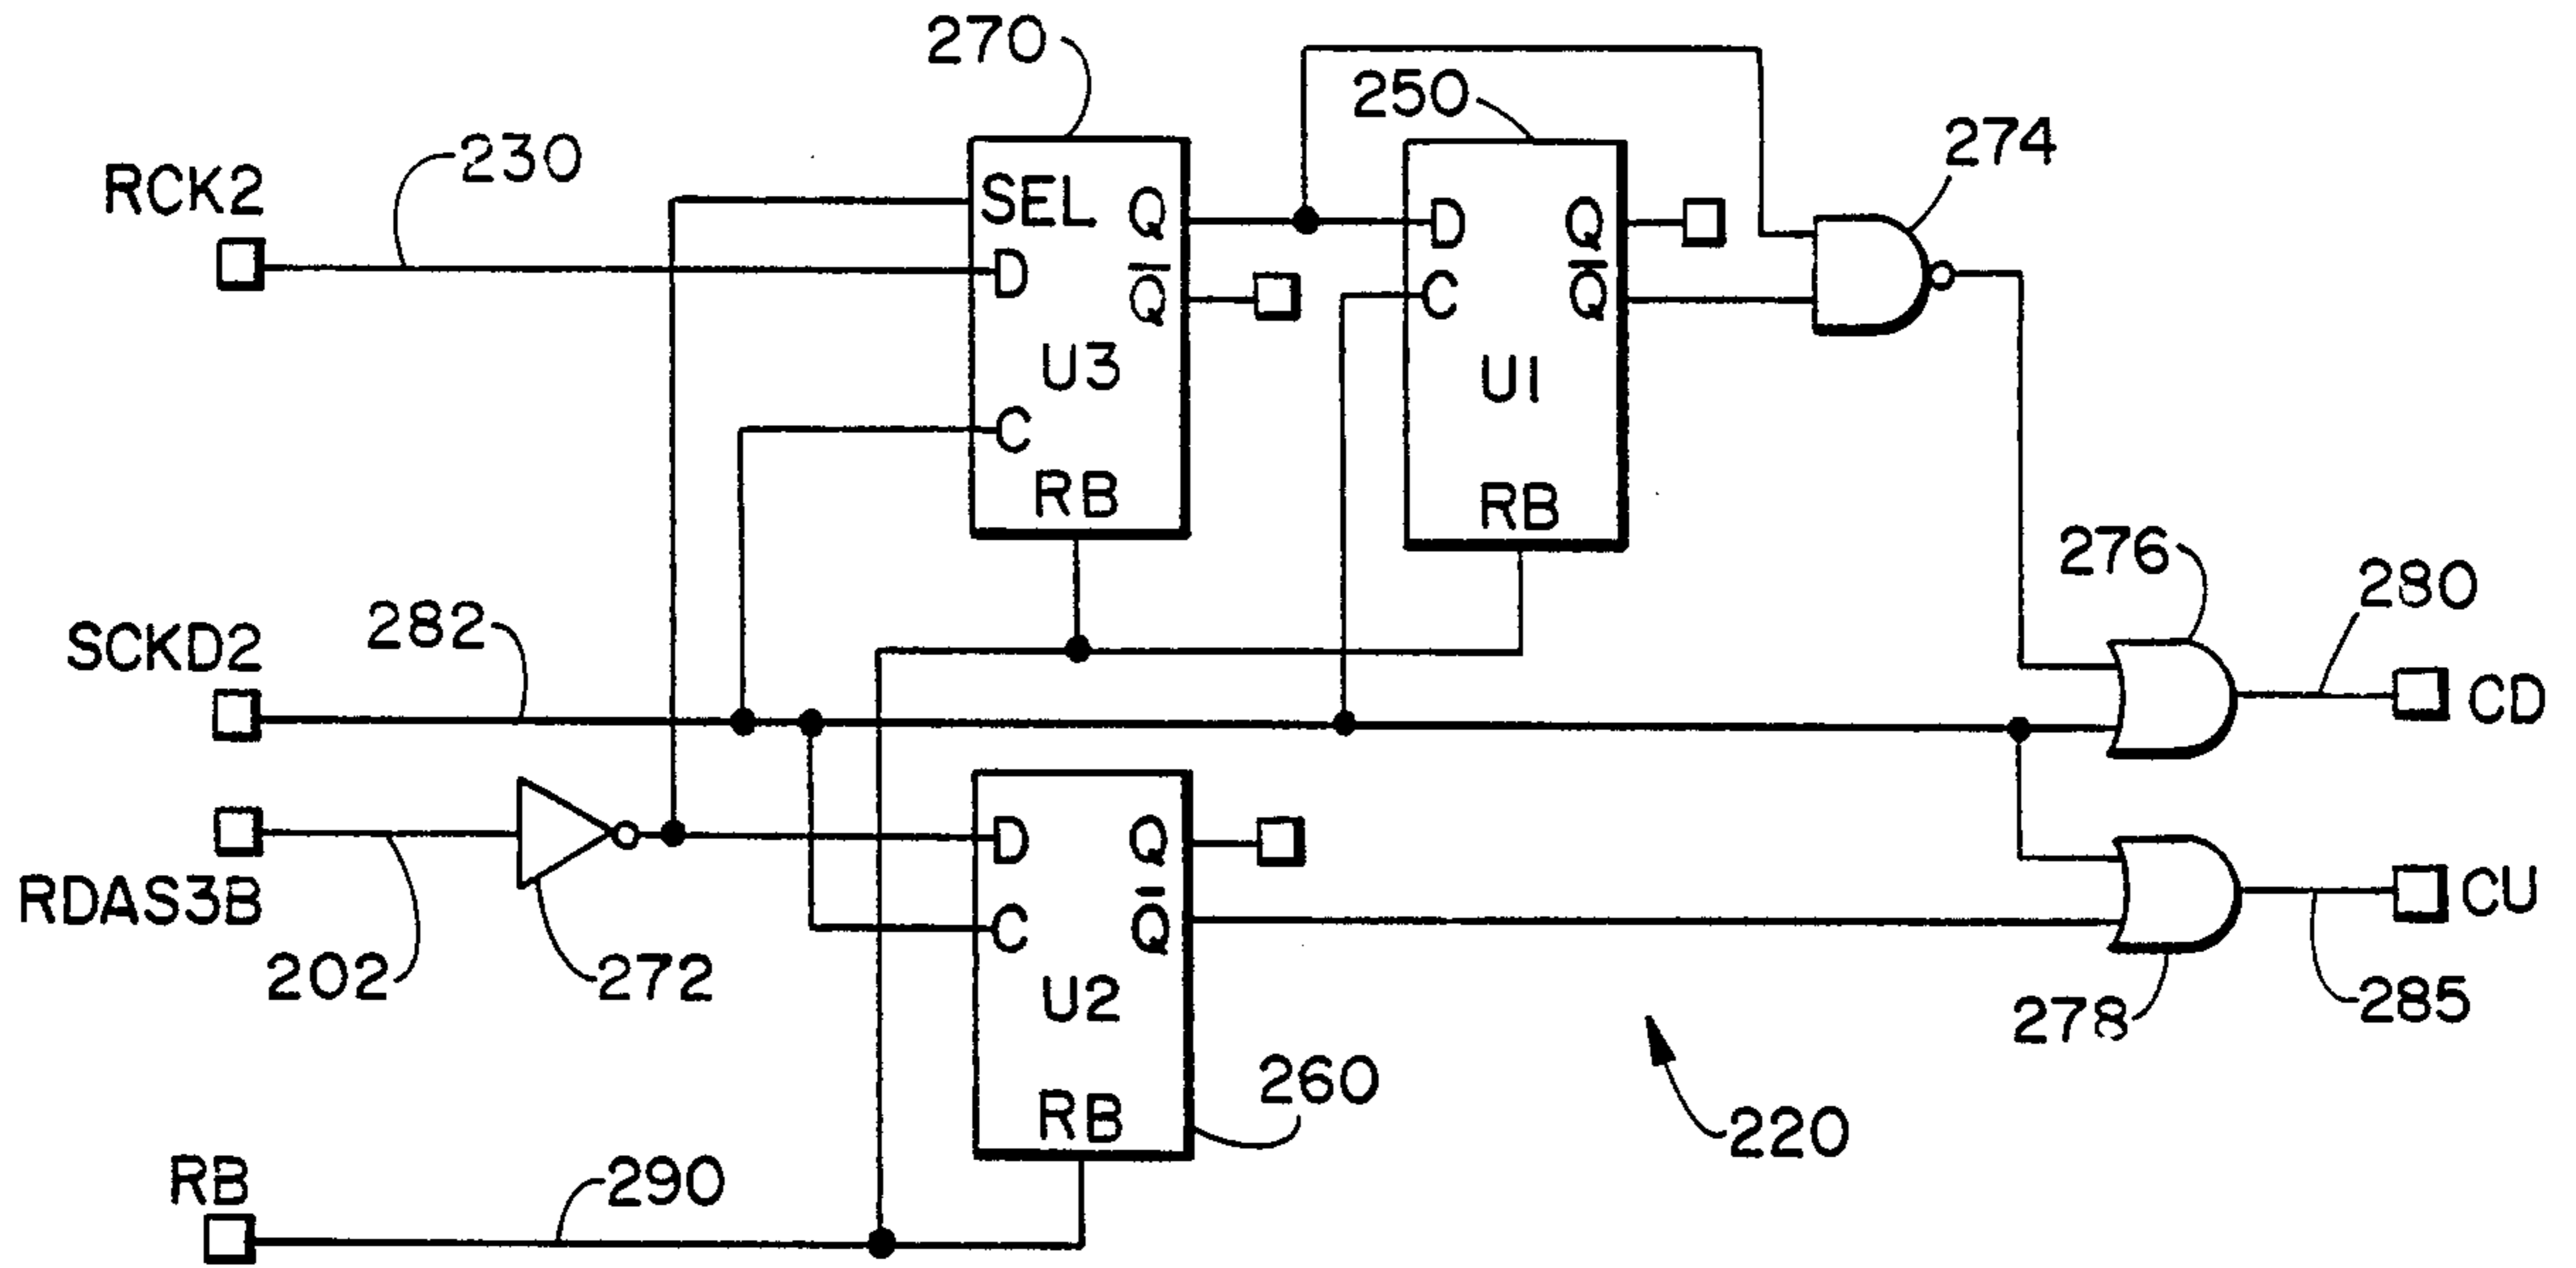 270
250
274
230
RCK2
SEL Q
D Q̅
U3
C
RB
D Q
C Q̅
U1
RB
276
280
282
SCKD2
CD
RDAS3B
202
272
D Q
C Q̅
U2
RB
260
CU
278
285
220
RB
290